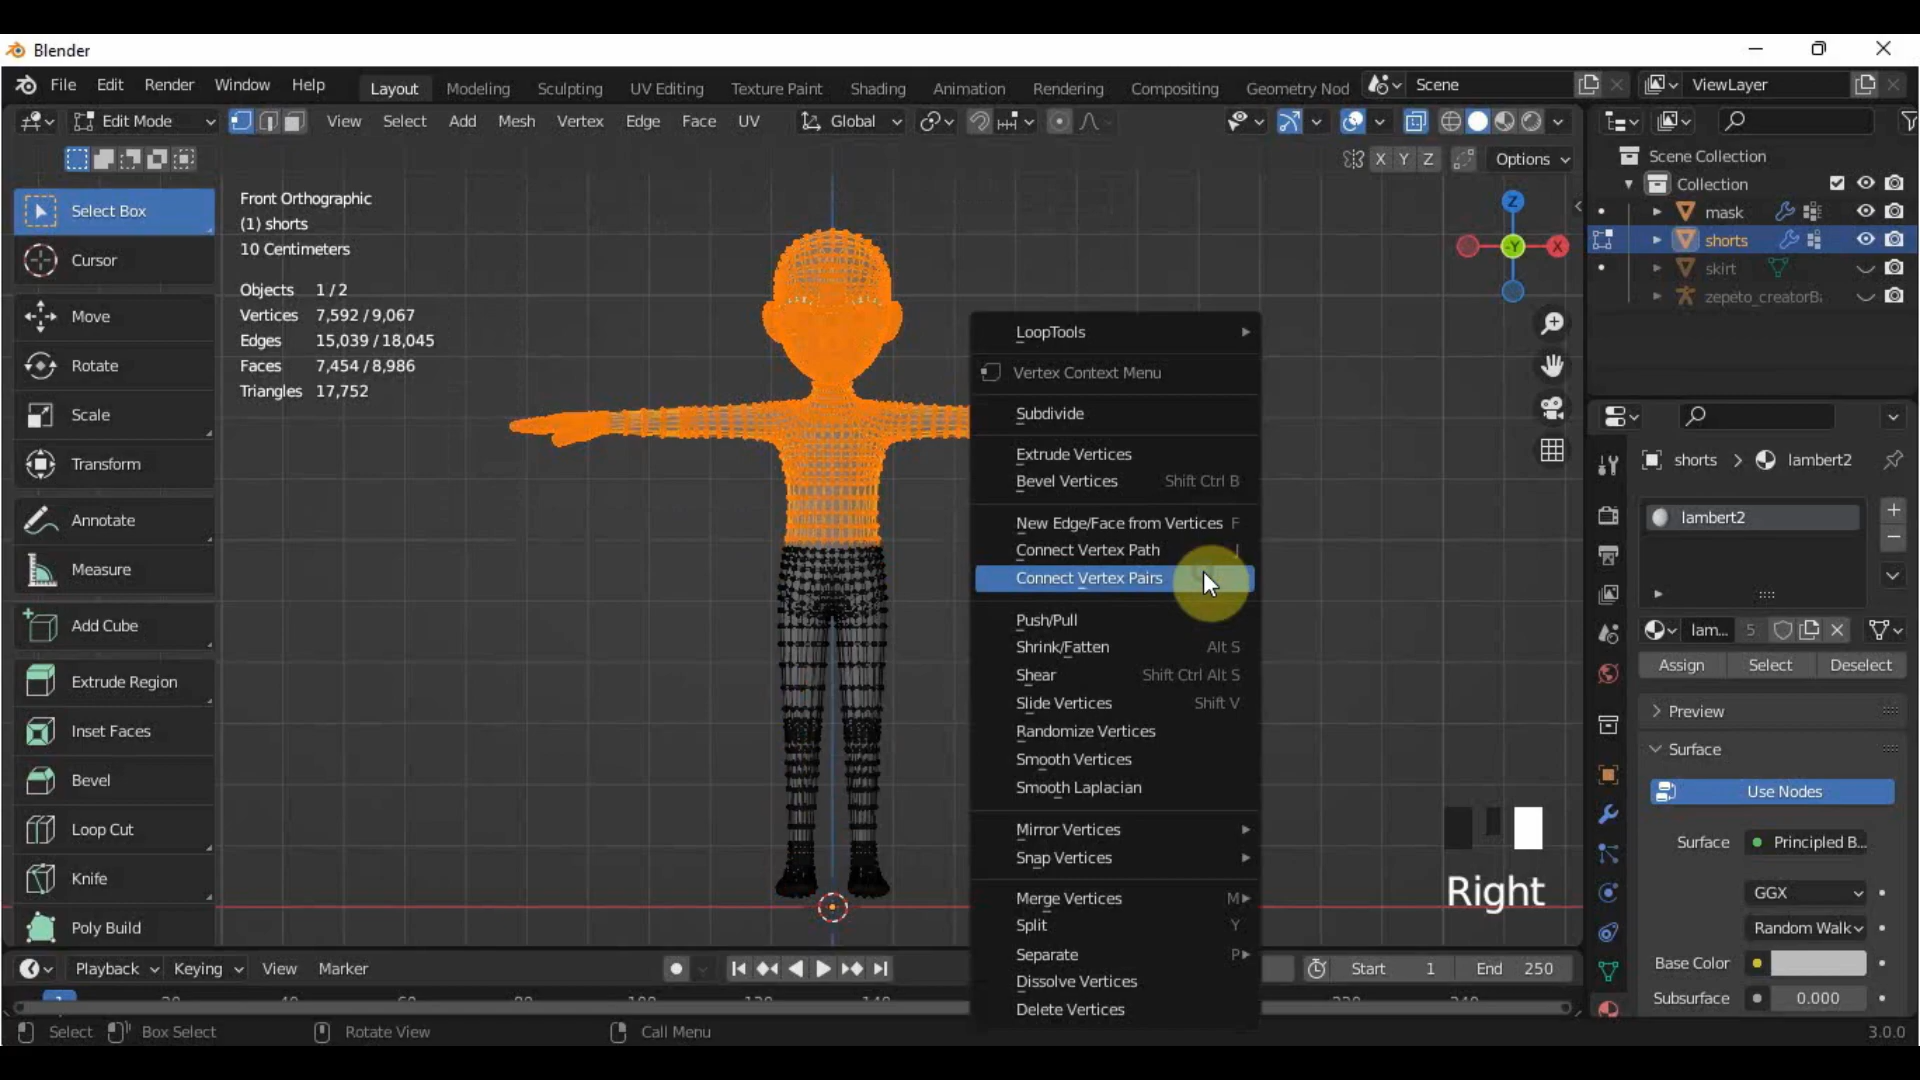 Blender
File Edit Render Window Help Layout Modeling Sculpting UV Editing Texture Paint Shading Animation Rendering Compositing Geometry Nod Scene ViewLayer
Edit Mode View Select Add Mesh Vertex Edge Face UV Global
X Y Z Options
Select Box
Cursor
Move
Rotate
Scale
Transform
Annotate
Measure
Add Cube
Extrude Region
Inset Faces
Bevel
Loop Cut
Knife
Poly Build
Front Orthographic
(1) shorts
10 Centimeters
Objects 1/2
Vertices 7,592/9,067
Edges 15,039/18,045
Faces 7,454/8,986
Triangles 17,752
Z
-Y X
LoopTools
Vertex Context Menu
Subdivide
Extrude Vertices
Bevel Vertices Shift Ctrl B
New Edge/Face from Vertices F
Connect Vertex Path J
Connect Vertex Pairs
Push/Pull
Shrink/Fatten Alt S
Shear Shift Ctrl Alt S
Slide Vertices Shift V
Randomize Vertices
Smooth Vertices
Smooth Laplacian
Mirror Vertices
Snap Vertices
Merge Vertices M
Split Y
Separate P
Dissolve Vertices
Delete Vertices
Right
Scene Collection
Collection
mask
shorts
skirt
zepeto_creatorB
shorts > lambert2
lambert2
lam... 5
Assign Select Deselect
Preview
Surface
Use Nodes
Surface Principled B...
GGX
Random Walk
Base Color
Subsurface 0.000
Playback Keying View Marker Start 1 End 250
1
Select Box Select Rotate View Call Menu 3.0.0